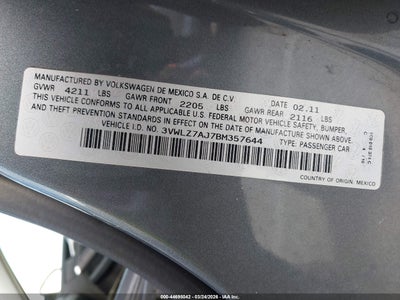 MANUFACTURED BY VOLKSWAGEN DE MEXICO S.A. DE C.V. DATE 02.11
GVWR 4211 LBS GAWR FRONT 2205 LBS GAWR REAR 2116 LBS
THIS VEHICLE CONFORMS TO ALL APPLICABLE U.S. FEDERAL MOTOR VEHICLE SAFETY, BUMPER,
AND THEFT PREVENTION STANDARDS IN EFFECT ON THE DATE OF MANUFACTURE SHOWN ABOVE.
VEHICLE I.D. NO. 3VWLZ7AJ7BM357644 TYPE: PASSENGER CAR
COUNTRY OF ORIGIN, MEXICO
000-44695042 - 03/24/2026 - IAA Inc.